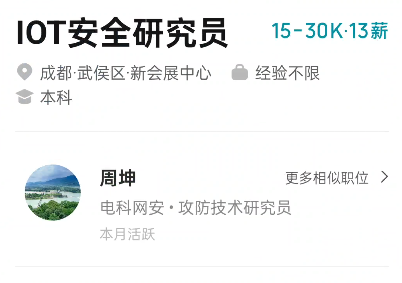 IOT安全研究员
15-30K·13薪
成都·武侯区·新会展中心
经验不限
本科
周坤
更多相似职位
电科网安·攻防技术研究员
本月活跃